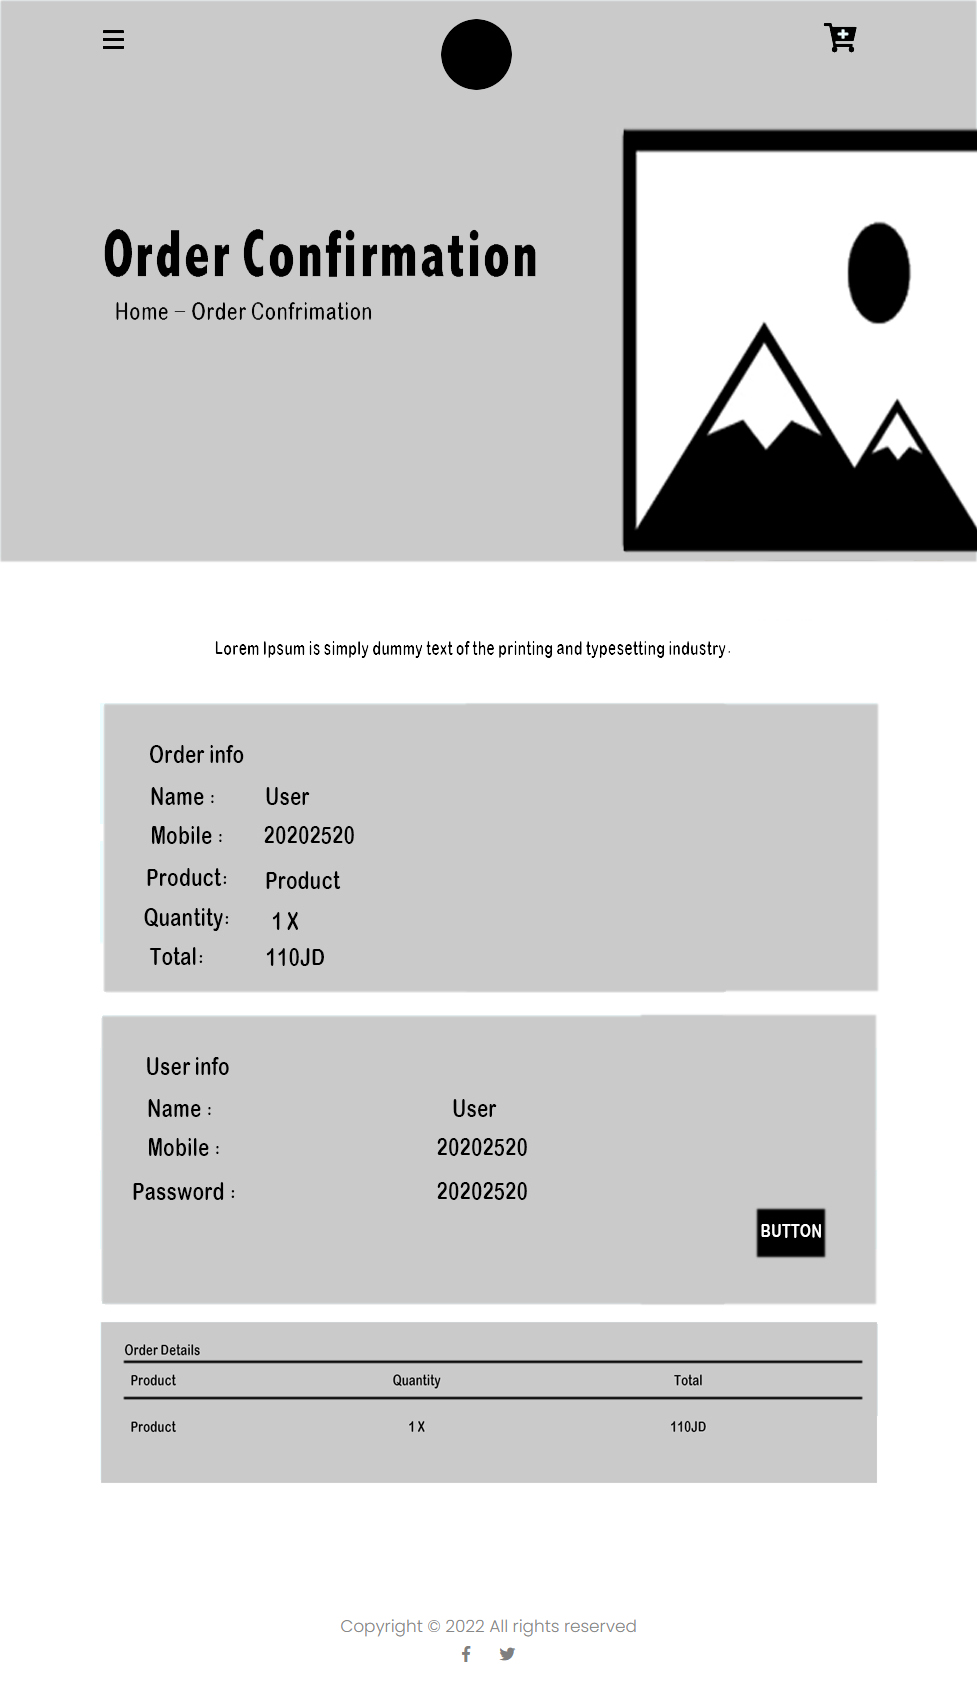 Order Confirmation
Home – Order Confrimation
Lorem Ipsum is simply dummy text of the printing and typesetting industry.
Order info
Name : User
Mobile : 20202520
Product: Product
Quantity: 1 X
Total: 110JD
User info
Name : User
Mobile : 20202520
Password : 20202520
BUTTON
Order Details
Product Quantity Total
Product 1 X 110JD
Copyright © 2022 All rights reserved